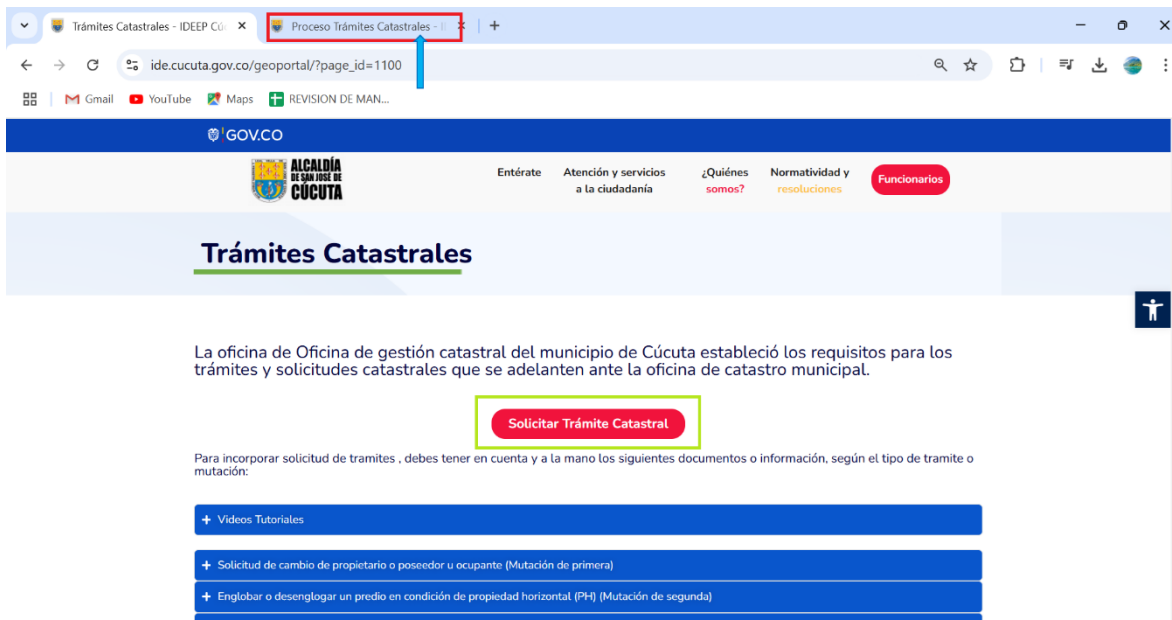 Trámites Catastrales - IDEEP Cú
Proceso Trámites Catastrales - I
ide.cucuta.gov.co/geoportal/?page_id=1100
Gmail
YouTube
Maps
REVISION DE MAN...
GOV.CO
ALCALDÍA
DE SAN JOSÉ DE
CÚCUTA
Entérate
Atención y servicios
a la ciudadanía
¿Quiénes
somos?
Normatividad y
resoluciones
Funcionarios
Trámites Catastrales
La oficina de Oficina de gestión catastral del municipio de Cúcuta estableció los requisitos para los
trámites y solicitudes catastrales que se adelanten ante la oficina de catastro municipal.
Solicitar Trámite Catastral
Para incorporar solicitud de tramites , debes tener en cuenta y a la mano los siguientes documentos o información, según el tipo de tramite o
mutación:
+ Videos Tutoriales
+ Solicitud de cambio de propietario o poseedor u ocupante (Mutación de primera)
+ Englobar o desenglogar un predio en condición de propiedad horizontal (PH) (Mutación de segunda)